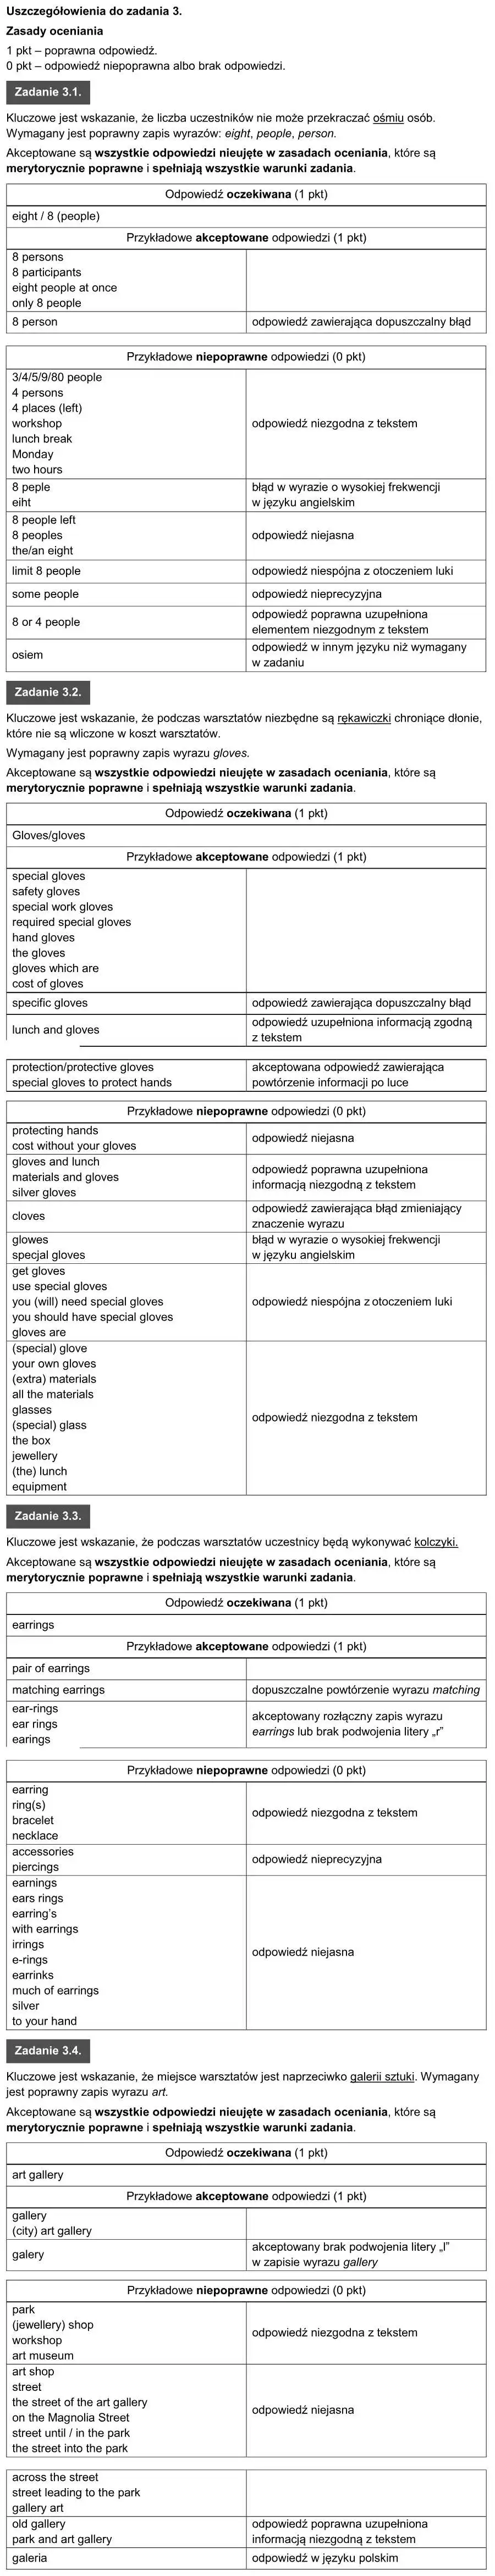 Uszczegółowienia do zadania 3.
Zasady oceniania
1 pkt – poprawna odpowiedź.
0 pkt – odpowiedź niepoprawna albo brak odpowiedzi.
Zadanie 3.1.
Kluczowe jest wskazanie, że liczba uczestników nie może przekraczać ośmiu osób.
Wymagany jest poprawny zapis wyrazów: eight, people, person.
Akceptowane są wszystkie odpowiedzi nieujęte w zasadach oceniania, które są
merytorycznie poprawne i spełniają wszystkie warunki zadania.
Odpowiedź oczekiwana (1 pkt)
eight / 8 (people)
Przykładowe akceptowane odpowiedzi (1 pkt)
8 persons
8 participants
eight people at once
only 8 people
8 person
odpowiedź zawierająca dopuszczalny błąd
Przykładowe niepoprawne odpowiedzi (0 pkt)
3/4/5/9/80 people
4 persons
4 places (left)
workshop
lunch break
Monday
two hours
odpowiedź niezgodna z tekstem
8 peple
eiht
błąd w wyrazie o wysokiej frekwencji
w języku angielskim
8 people left
8 peoples
the/an eight
odpowiedź niejasna
limit 8 people
odpowiedź niespójna z otoczeniem luki
some people
odpowiedź nieprecyzyjna
8 or 4 people
odpowiedź poprawna uzupełniona
elementem niezgodnym z tekstem
osiem
odpowiedź w innym języku niż wymagany
w zadaniu
Zadanie 3.2.
Kluczowe jest wskazanie, że podczas warsztatów niezbędne są rękawiczki chroniące dłonie,
które nie są wliczone w koszt warsztatów.
Wymagany jest poprawny zapis wyrazu gloves.
Akceptowane są wszystkie odpowiedzi nieujęte w zasadach oceniania, które są
merytorycznie poprawne i spełniają wszystkie warunki zadania.
Odpowiedź oczekiwana (1 pkt)
Gloves/gloves
Przykładowe akceptowane odpowiedzi (1 pkt)
special gloves
safety gloves
special work gloves
required special gloves
hand gloves
the gloves
gloves which are
cost of gloves
specific gloves
odpowiedź zawierająca dopuszczalny błąd
lunch and gloves
odpowiedź uzupełniona informacją zgodną
z tekstem
protection/protective gloves
special gloves to protect hands
akceptowana odpowiedź zawierająca
powtórzenie informacji po luce
Przykładowe niepoprawne odpowiedzi (0 pkt)
protecting hands
cost without your gloves
odpowiedź niejasna
gloves and lunch
materials and gloves
silver gloves
odpowiedź poprawna uzupełniona
informacją niezgodną z tekstem
cloves
odpowiedź zawierająca błąd zmieniający
znaczenie wyrazu
glowes
specjal gloves
błąd w wyrazie o wysokiej frekwencji
w języku angielskim
get gloves
use special gloves
you (will) need special gloves
you should have special gloves
gloves are
odpowiedź niespójna z otoczeniem luki
(special) glove
your own gloves
(extra) materials
all the materials
glasses
(special) glass
the box
jewellery
(the) lunch
equipment
odpowiedź niezgodna z tekstem
Zadanie 3.3.
Kluczowe jest wskazanie, że podczas warsztatów uczestnicy będą wykonywać kolczyki.
Akceptowane są wszystkie odpowiedzi nieujęte w zasadach oceniania, które są
merytorycznie poprawne i spełniają wszystkie warunki zadania.
Odpowiedź oczekiwana (1 pkt)
earrings
Przykładowe akceptowane odpowiedzi (1 pkt)
pair of earrings
matching earrings
dopuszczalne powtórzenie wyrazu matching
ear-rings
ear rings
earings
akceptowany rozłączny zapis wyrazu
earrings lub brak podwojenia litery „r”
Przykładowe niepoprawne odpowiedzi (0 pkt)
earring
ring(s)
bracelet
necklace
odpowiedź niezgodna z tekstem
accessories
piercings
odpowiedź nieprecyzyjna
earnings
ears rings
earring’s
with earrings
irrings
e-rings
earrinks
much of earrings
silver
to your hand
odpowiedź niejasna
Zadanie 3.4.
Kluczowe jest wskazanie, że miejsce warsztatów jest naprzeciwko galerii sztuki. Wymagany
jest poprawny zapis wyrazu art.
Akceptowane są wszystkie odpowiedzi nieujęte w zasadach oceniania, które są
merytorycznie poprawne i spełniają wszystkie warunki zadania.
Odpowiedź oczekiwana (1 pkt)
art gallery
Przykładowe akceptowane odpowiedzi (1 pkt)
gallery
(city) art gallery
galery
akceptowany brak podwojenia litery „l”
w zapisie wyrazu gallery
Przykładowe niepoprawne odpowiedzi (0 pkt)
park
(jewellery) shop
workshop
art museum
odpowiedź niezgodna z tekstem
art shop
street
the street of the art gallery
on the Magnolia Street
street until / in the park
the street into the park
odpowiedź niejasna
across the street
street leading to the park
gallery art
old gallery
park and art gallery
odpowiedź poprawna uzupełniona
informacją niezgodną z tekstem
galeria
odpowiedź w języku polskim